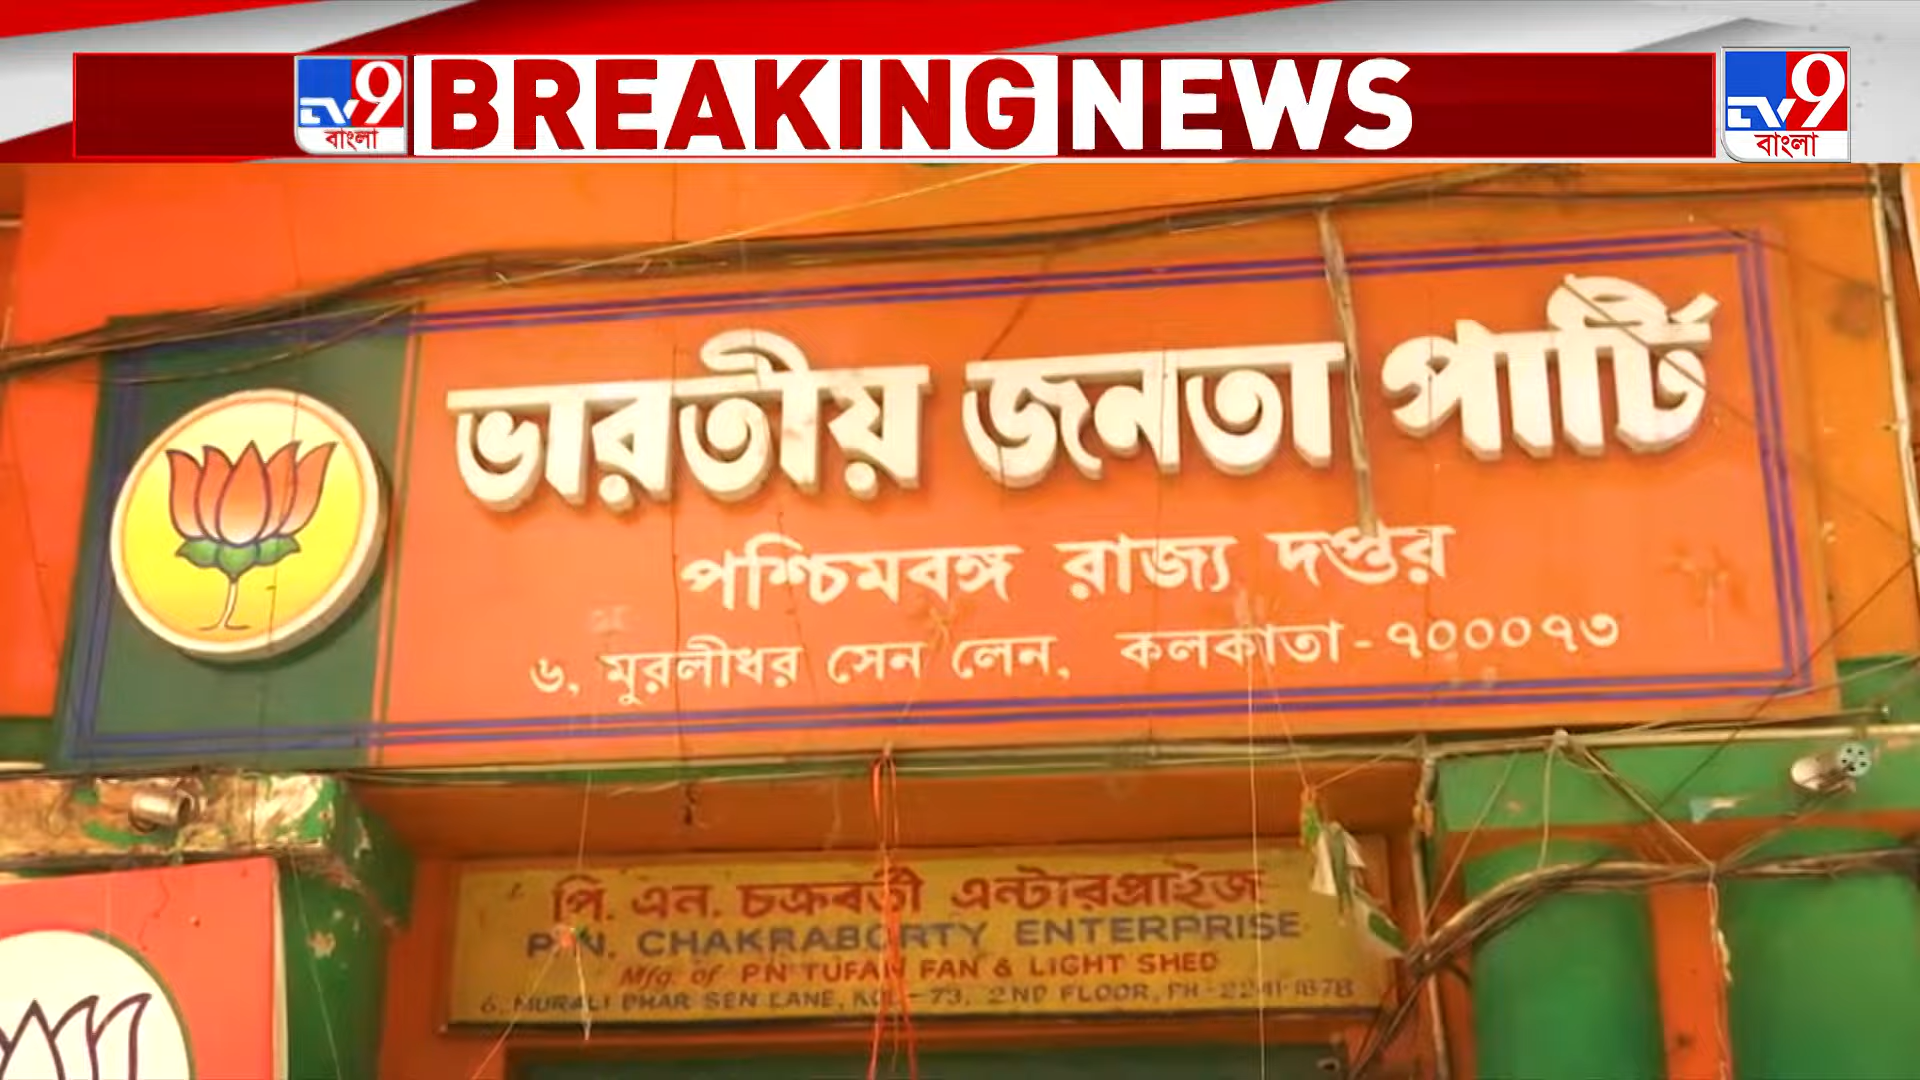 TV9 বাংলা BREAKING NEWS TV9 বাংলা
ভারতীয় জনতা পার্টি
পশ্চিমবঙ্গ রাজ্য দপ্তর
৬, মুরলীধর সেন লেন, কলকাতা - ৭০০০৭৩
পি. এন. চক্রবর্তী এন্টারপ্রাইজ
P.N. CHAKRABORTY ENTERPRISE
Mfg. of PN TUFAN FAN & LIGHT SHED
6, MURALI DHAR SEN LANE, KOL-73, 2ND FLOOR, PH-2241-1878